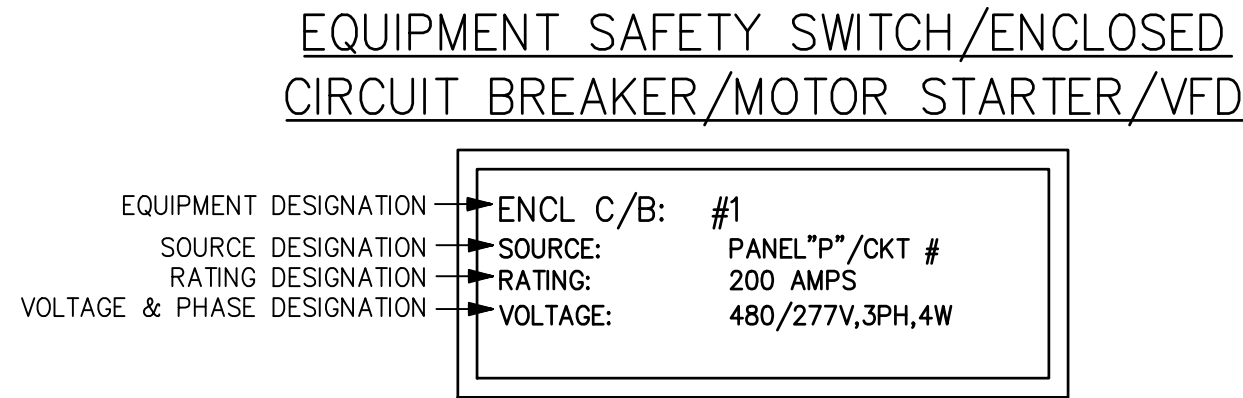 EQUIPMENT SAFETY SWITCH/ENCLOSED
CIRCUIT BREAKER/MOTOR STARTER/VFD
EQUIPMENT DESIGNATION ENCL C/B: #1
SOURCE DESIGNATION SOURCE: PANEL"P"/CKT #
RATING DESIGNATION RATING: 200 AMPS
VOLTAGE & PHASE DESIGNATION VOLTAGE: 480/277V,3PH,4W